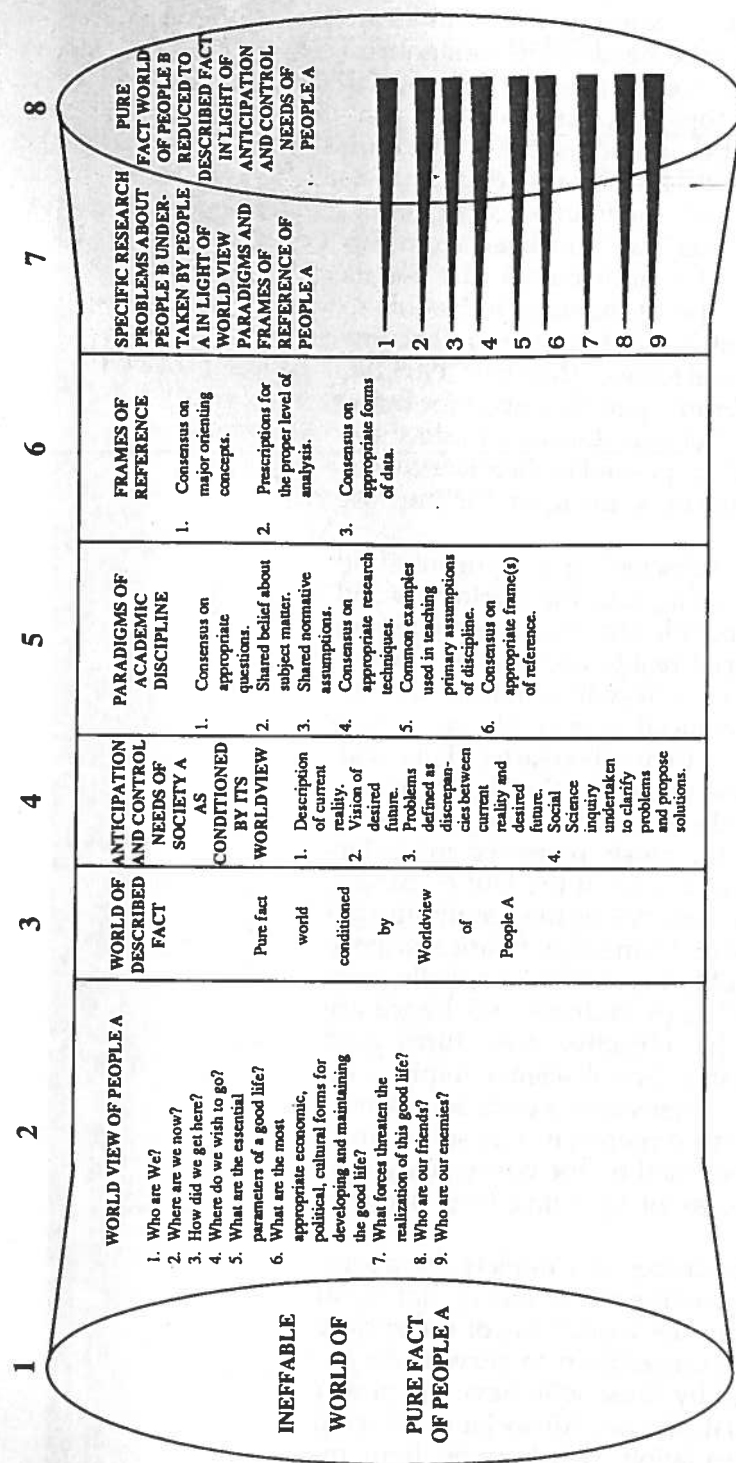 1
INEFFABLE
WORLD OF
PURE FACT
OF PEOPLE A
2
WORLD VIEW OF PEOPLE A
1. Who are We?
2. Where are we now?
3. How did we get here?
4. Where do we wish to go?
5. What are the essential
parameters of a good life?
6. What are the most
appropriate economic,
political, cultural forms for
developing and maintaining
the good life?
7. What forces threaten the
realization of this good life?
8. Who are our friends?
9. Who are our enemies?
3
WORLD OF
DESCRIBED
FACT
Pure fact
world
conditioned
by
Worldview
of
People A
4
ANTICIPATION
AND CONTROL
NEEDS OF
SOCIETY A
AS
CONDITIONED
BY ITS
WORLDVIEW
1. Description
of current
reality.
2. Vision of
desired
future.
3. Problems
defined as
discrepan-
cies between
current
reality and
desired
future.
4. Social
Science
inquiry
undertaken
to clarify
problems
and propose
solutions.
5
PARADIGMS OF
ACADEMIC
DISCIPLINE
1. Consensus on
appropriate
questions.
2. Shared belief about
subject matter.
3. Shared normative
assumptions.
4. Consensus on
appropriate research
techniques.
5. Common examples
used in teaching
primary assumptions
of discipline.
6. Consensus on
appropriate frame(s)
of reference.
6
FRAMES OF
REFERENCE
1. Consensus on
major orienting
concepts.
2. Prescriptions for
the proper level of
analysis.
3. Consensus on
appropriate forms
of data.
7
SPECIFIC RESEARCH
PROBLEMS ABOUT
PEOPLE B UNDER-
TAKEN BY PEOPLE
A IN LIGHT OF
WORLD VIEW
PARADIGMS AND
FRAMES OF
REFERENCE OF
PEOPLE A
1
2
3
4
5
6
7
8
9
8
PURE
FACT WORLD
OF PEOPLE B
REDUCED TO
DESCRIBED FACT
IN LIGHT OF
ANTICIPATION
AND CONTROL
NEEDS OF
PEOPLE A